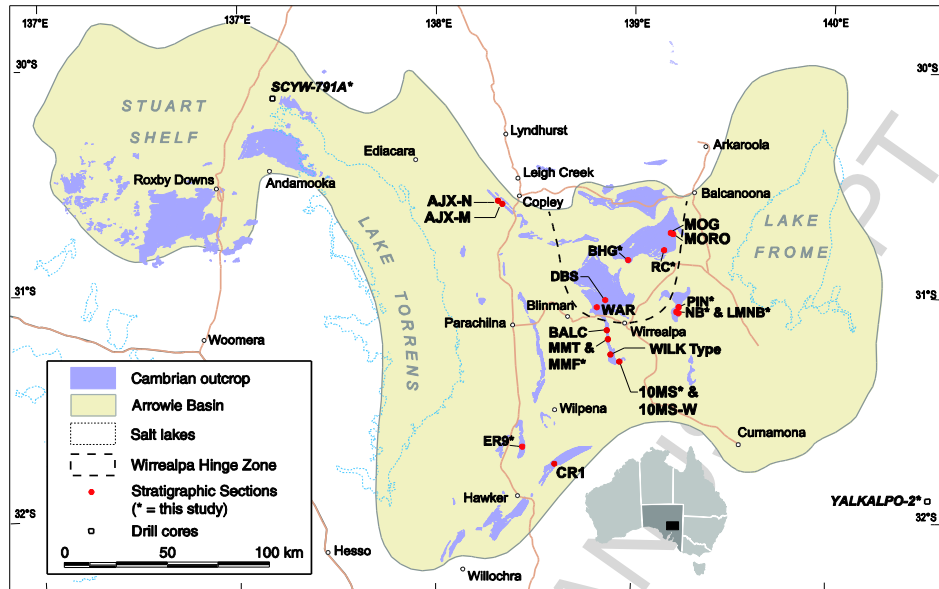 137°E 137°E 138°E 139°E 140°E
30°S 30°S
SCYW-791A*
STUART
SHELF
Lyndhurst
Ediacara
Arkaroola
Leigh Creek
Roxby Downs
Andamooka
Copley
Balcanoona
AJX-N
AJX-M
LAKE
FROME
MOG
MORO
BHG*
RC*
LAKE
TORRENS
DBS
31°S 31°S
PIN*
NB* & LMNB*
Blinman
WAR
Parachilna
Wirrealpa
Woomera
BALC
MMT &
MMF*
WILK Type
10MS* &
10MS-W
Wilpena
Curnamona
ER9*
CR1
Hawker
YALKALPO-2*
32°S 32°S
Hesso
Willochra
Cambrian outcrop
Arrowie Basin
Salt lakes
Wirrealpa Hinge Zone
Stratigraphic Sections
(* = this study)
Drill cores
0 50 100 km